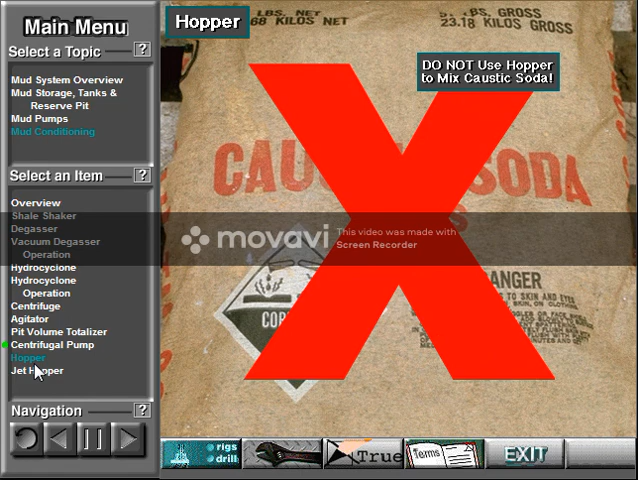 Main Menu
Select a Topic ?
Mud System Overview
Mud Storage, Tanks &
Reserve Pit
Mud Pumps
Mud Conditioning
Select an Item ?
Overview
Shale Shaker
Degasser
Vacuum Degasser
Operation
Hydrocyclone
Hydrocyclone
Operation
Centrifuge
Agitator
Pit Volume Totalizer
Centrifugal Pump
Hopper
Jet Hopper
Navigation ?
Hopper
LBS. NET
68 KILOS NET
LBS. GROSS
23.18 KILOS GROSS
DO NOT Use Hopper
to Mix Caustic Soda!
SODA
movavi
This video was made with
Screen Recorder
TO SKIN AND EYES
rigs
drill
True
Terms
EXIT